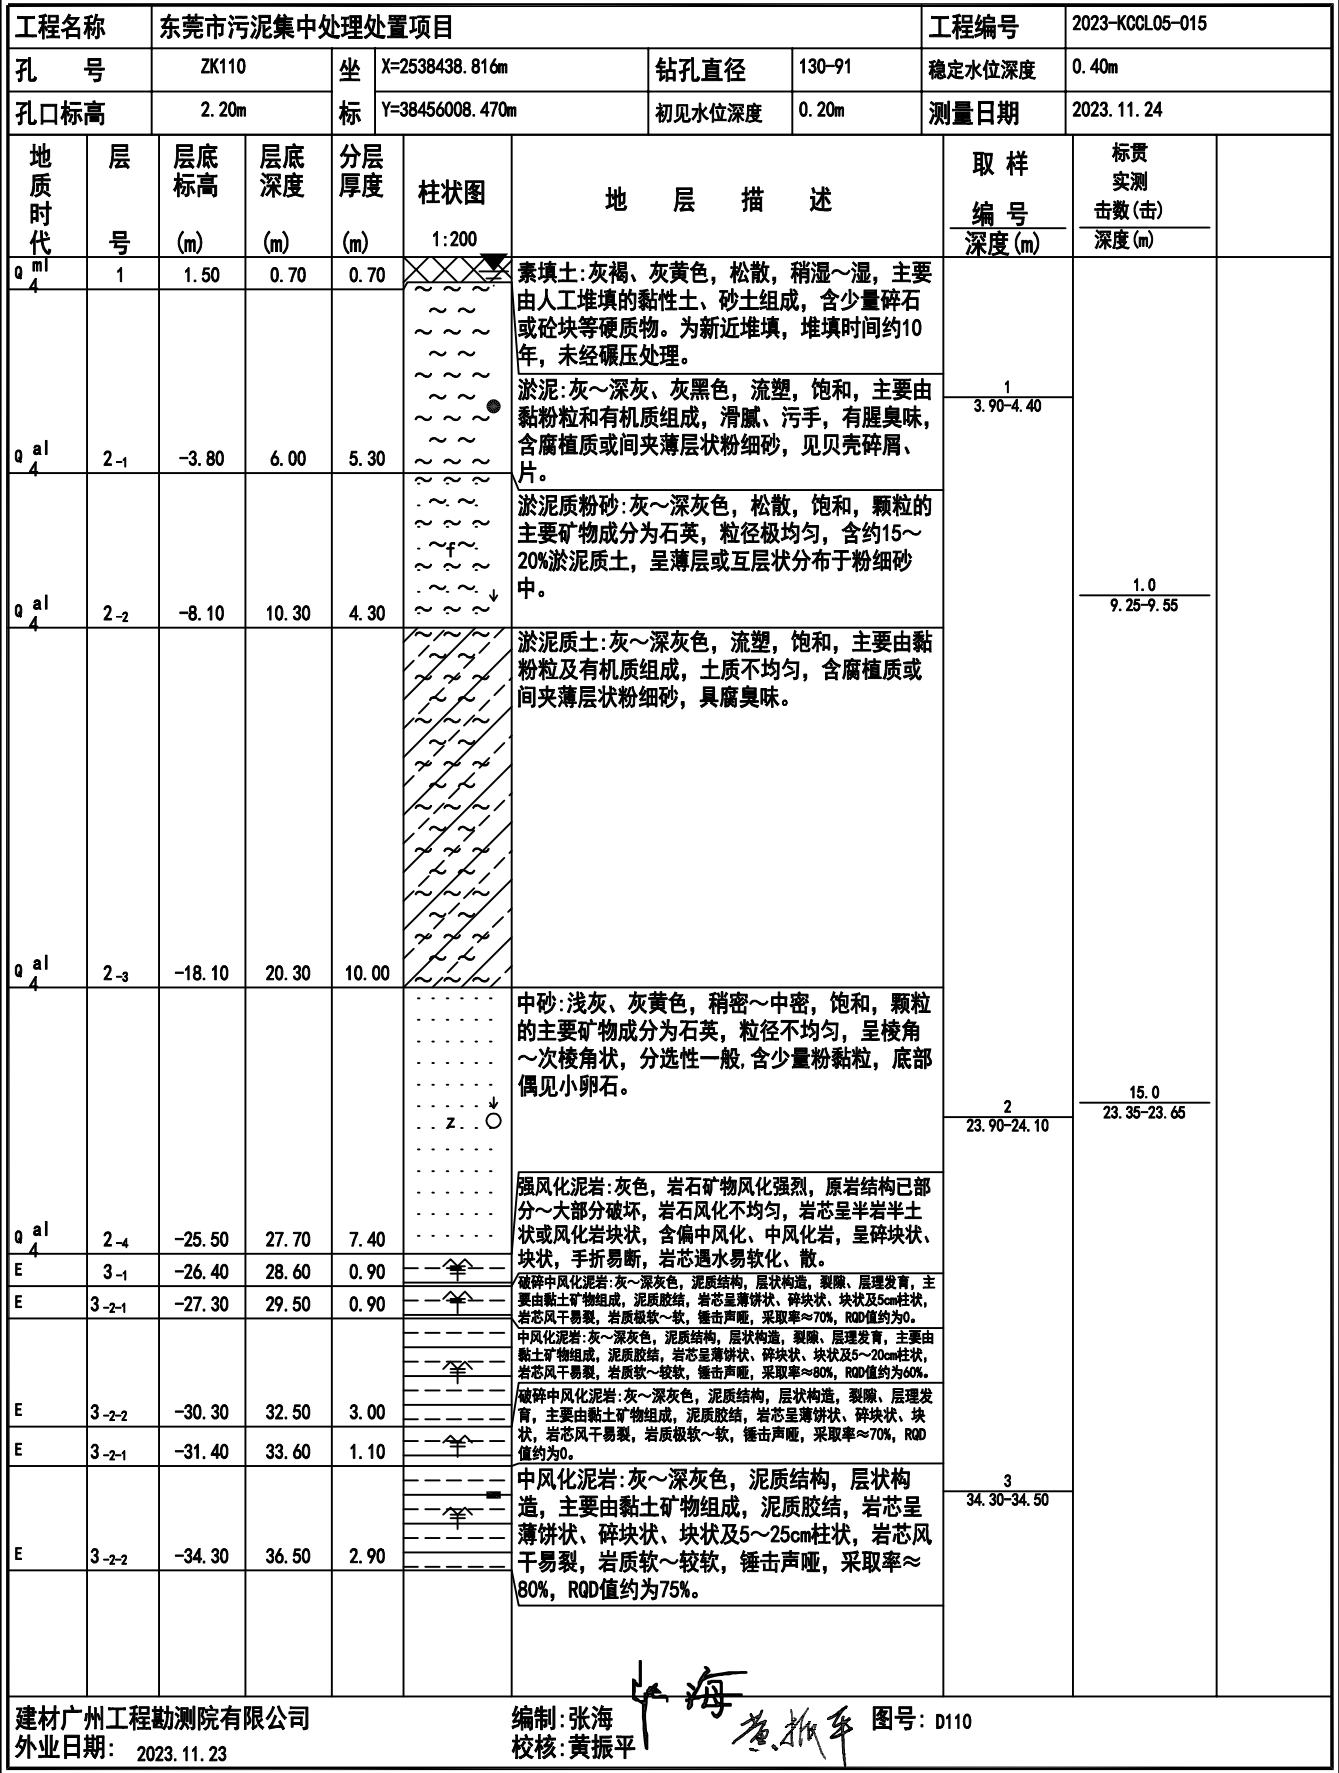 工程名称 东莞市污泥集中处理处置项目 工程编号 2023-KCCL05-015
孔 号 ZK110 坐 X=2538438.816m 钻孔直径 130-91 稳定水位深度 0.40m
孔口标高 2.20m 标 Y=38456008.470m 初见水位深度 0.20m 测量日期 2023.11.24
地质时代 层号 层底标高(m) 层底深度(m) 分层厚度(m) 柱状图 1:200 地 层 描 述 取样编号 深度(m) 标贯实测击数(击) 深度(m)
Q ml 4 1 1.50 0.70 0.70
素填土:灰褐、灰黄色，松散，稍湿～湿，主要
由人工堆填的黏性土、砂土组成，含少量碎石
或砼块等硬质物。为新近堆填，堆填时间约10
年，未经碾压处理。
淤泥:灰～深灰、灰黑色，流塑，饱和，主要由
黏粉粒和有机质组成，滑腻、污手，有腥臭味，
含腐植质或间夹薄层状粉细砂，见贝壳碎屑、
片。
1
3.90-4.40
Q al 4 2-1 -3.80 6.00 5.30
淤泥质粉砂:灰～深灰色，松散，饱和，颗粒的
主要矿物成分为石英，粒径极均匀，含约15～
20%淤泥质土，呈薄层或互层状分布于粉细砂
中。
f
1.0
9.25-9.55
Q al 4 2-2 -8.10 10.30 4.30
淤泥质土:灰～深灰色，流塑，饱和，主要由黏
粉粒及有机质组成，土质不均匀，含腐植质或
间夹薄层状粉细砂，具腐臭味。
Q al 4 2-3 -18.10 20.30 10.00
中砂:浅灰、灰黄色，稍密～中密，饱和，颗粒
的主要矿物成分为石英，粒径不均匀，呈棱角
～次棱角状，分选性一般,含少量粉黏粒，底部
偶见小卵石。
z
2
23.90-24.10
15.0
23.35-23.65
强风化泥岩:灰色，岩石矿物风化强烈，原岩结构已部
分～大部分破坏，岩石风化不均匀，岩芯呈半岩半土
状或风化岩块状，含偏中风化、中风化岩，呈碎块状、
块状，手折易断，岩芯遇水易软化、散。
Q al 4 2-4 -25.50 27.70 7.40
E 3-1 -26.40 28.60 0.90
破碎中风化泥岩:灰～深灰色，泥质结构，层状构造，裂隙、层理发育，主
要由黏土矿物组成，泥质胶结，岩芯呈薄饼状、碎块状、块状及5cm柱状，
岩芯风干易裂，岩质极软～软，锤击声哑，采取率≈70%，RQD值约为0。
E 3-2-1 -27.30 29.50 0.90
中风化泥岩:灰～深灰色，泥质结构，层状构造，裂隙、层理发育，主要由
黏土矿物组成，泥质胶结，岩芯呈薄饼状、碎块状、块状及5～20cm柱状，
岩芯风干易裂，岩质软～较软，锤击声哑，采取率≈80%，RQD值约为60%。
E 3-2-2 -30.30 32.50 3.00
破碎中风化泥岩:灰～深灰色，泥质结构，层状构造，裂隙、层理发
育，主要由黏土矿物组成，泥质胶结，岩芯呈薄饼状、碎块状、块
状，岩芯风干易裂，岩质极软～软，锤击声哑，采取率≈70%，RQD
值约为0。
E 3-2-1 -31.40 33.60 1.10
中风化泥岩:灰～深灰色，泥质结构，层状构
造，主要由黏土矿物组成，泥质胶结，岩芯呈
薄饼状、碎块状、块状及5～25cm柱状，岩芯风
干易裂，岩质软～较软，锤击声哑，采取率≈
80%，RQD值约为75%。
3
34.30-34.50
E 3-2-2 -34.30 36.50 2.90
张海
黄振平
建材广州工程勘测院有限公司 编制:张海 图号: D110
外业日期: 2023.11.23 校核:黄振平